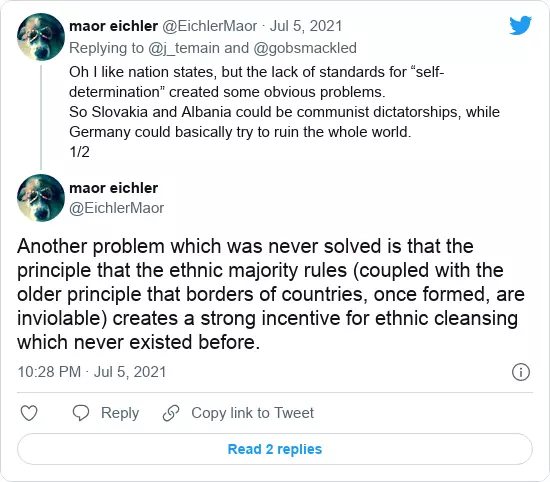 maor eichler @EichlerMaor · Jul 5, 2021
Replying to @j_temain and @gobsmackled
Oh I like nation states, but the lack of standards for “self-
determination” created some obvious problems.
So Slovakia and Albania could be communist dictatorships, while
Germany could basically try to ruin the whole world.
1/2
maor eichler
@EichlerMaor
Another problem which was never solved is that the
principle that the ethnic majority rules (coupled with the
older principle that borders of countries, once formed, are
inviolable) creates a strong incentive for ethnic cleansing
which never existed before.
10:28 PM · Jul 5, 2021
Reply Copy link to Tweet
Read 2 replies